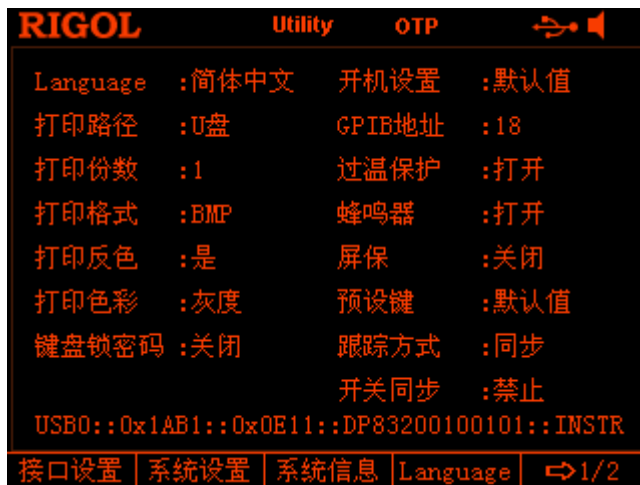 RIGOL Utility OTP
Language :简体中文 开机设置 :默认值
打印路径 :U盘 GPIB地址 :18
打印份数 :1 过温保护 :打开
打印格式 :BMP 蜂鸣器 :打开
打印反色 :是 屏保 :关闭
打印色彩 :灰度 预设键 :默认值
键盘锁密码 :关闭 跟踪方式 :同步
开关同步 :禁止
USB0::0x1AB1::0x0E11::DP83200100101::INSTR
接口设置 系统设置 系统信息 Language ⇨1/2